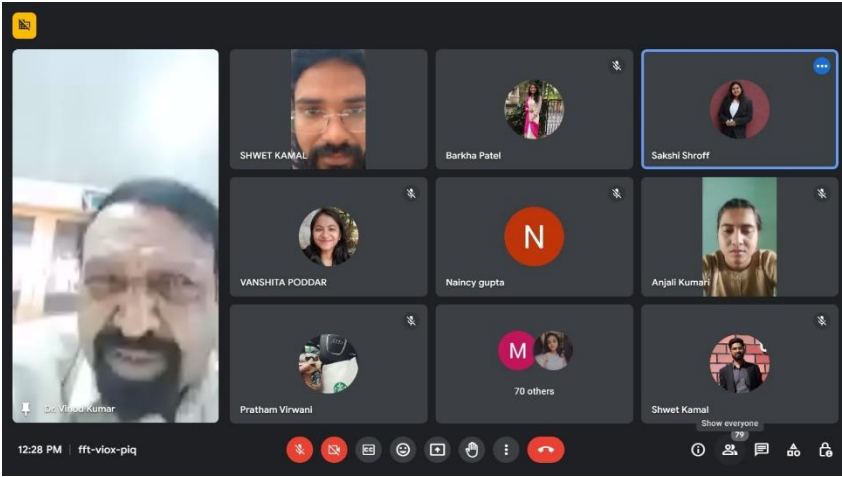 SHWET KAMAL
Barkha Patel
Sakshi Shroff
VANSHITA PODDAR
N
Naincy gupta
Anjali Kumari
Dr. Vinod Kumar
Pratham Virwani
M
70 others
Shwet Kamal
Show everyone
79
12:28 PM | fft-viox-piq
CC